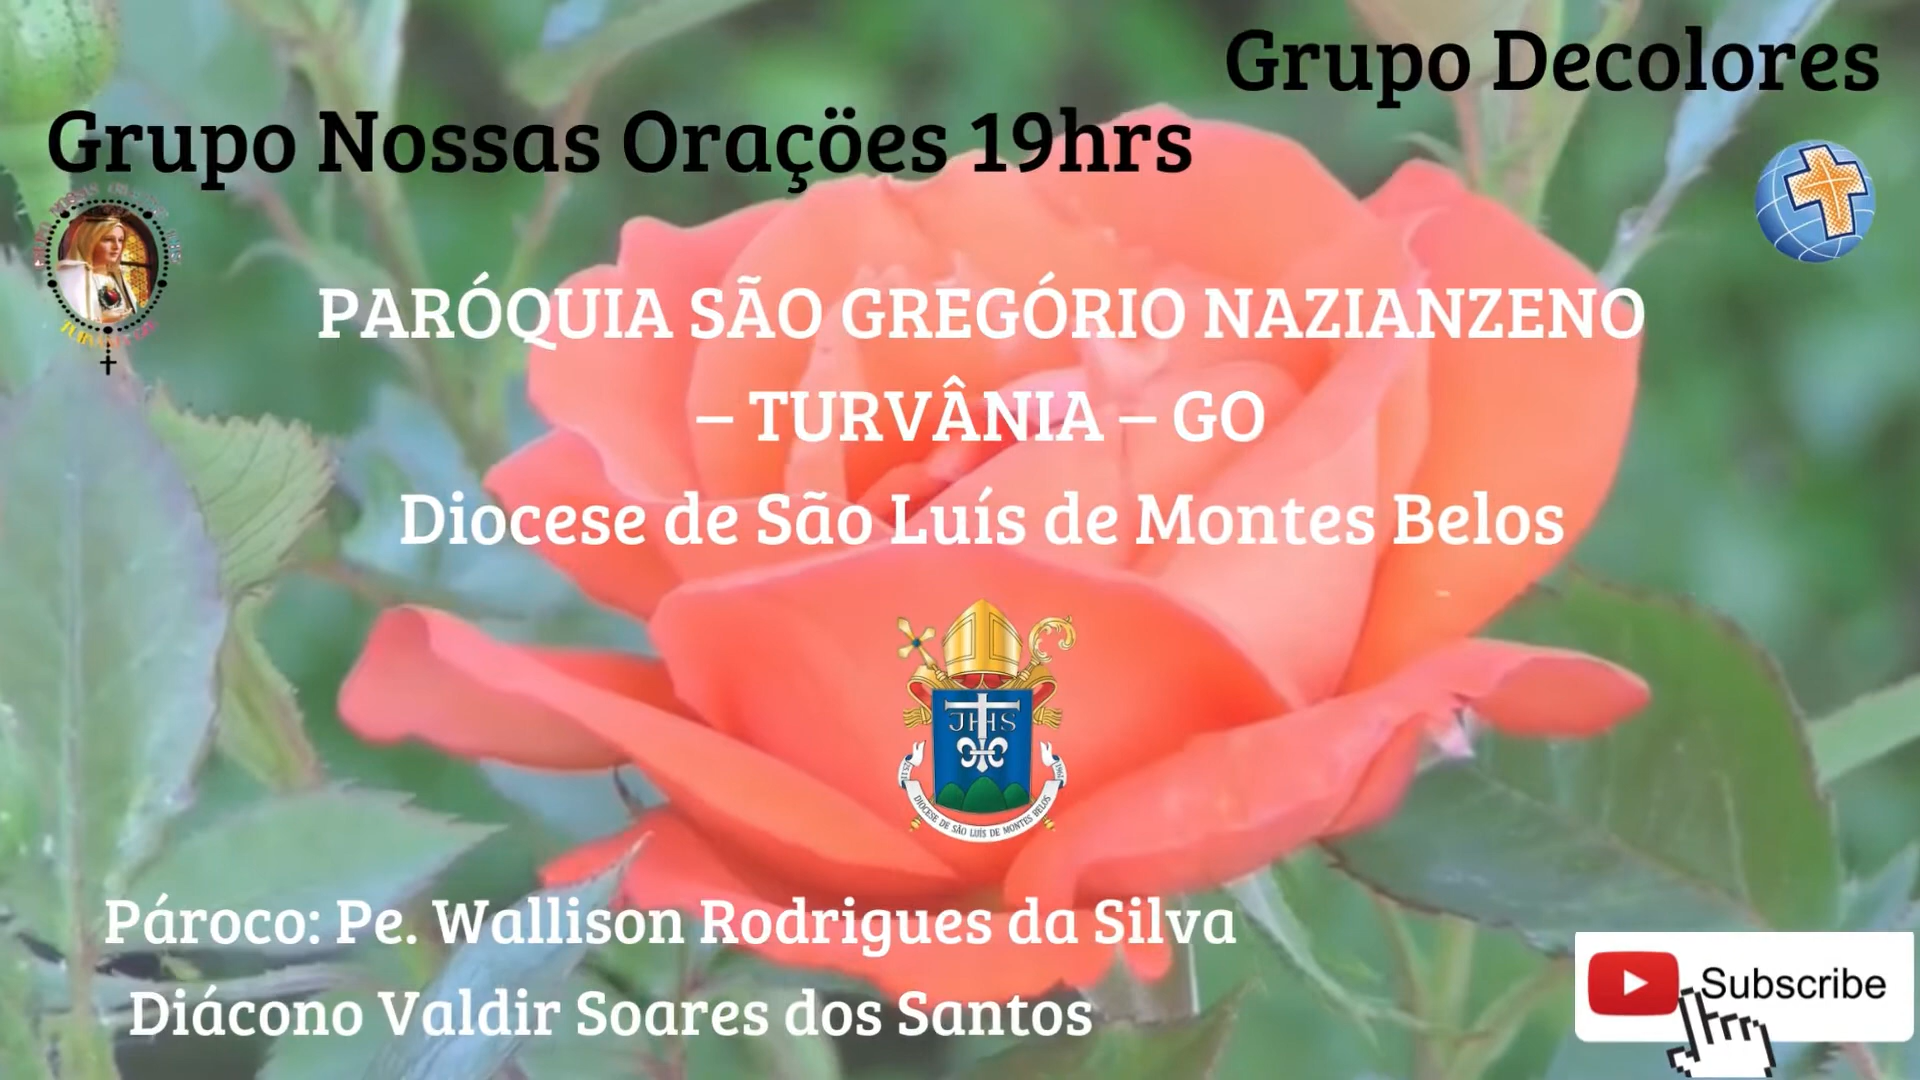 Grupo Decolores
Grupo Nossas Oraçöes 19hrs
PARÓQUIA SÃO GREGÓRIO NAZIANZENO
– TURVÂNIA – GO
Diocese de São Luís de Montes Belos
JHS
DIOCESE DE SÃO LUÍS DE MONTES BELOS
Pároco: Pe. Wallison Rodrigues da Silva
Diácono Valdir Soares dos Santos
Subscribe